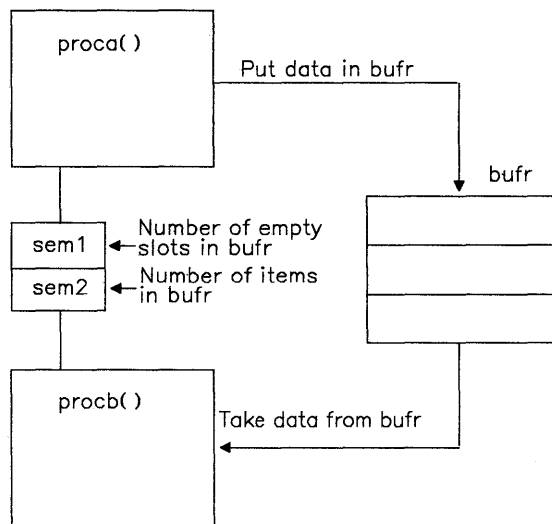 proca()
Put data in bufr
bufr
sem1
Number of empty
slots in bufr
sem2
Number of items
in bufr
procb()
Take data from bufr